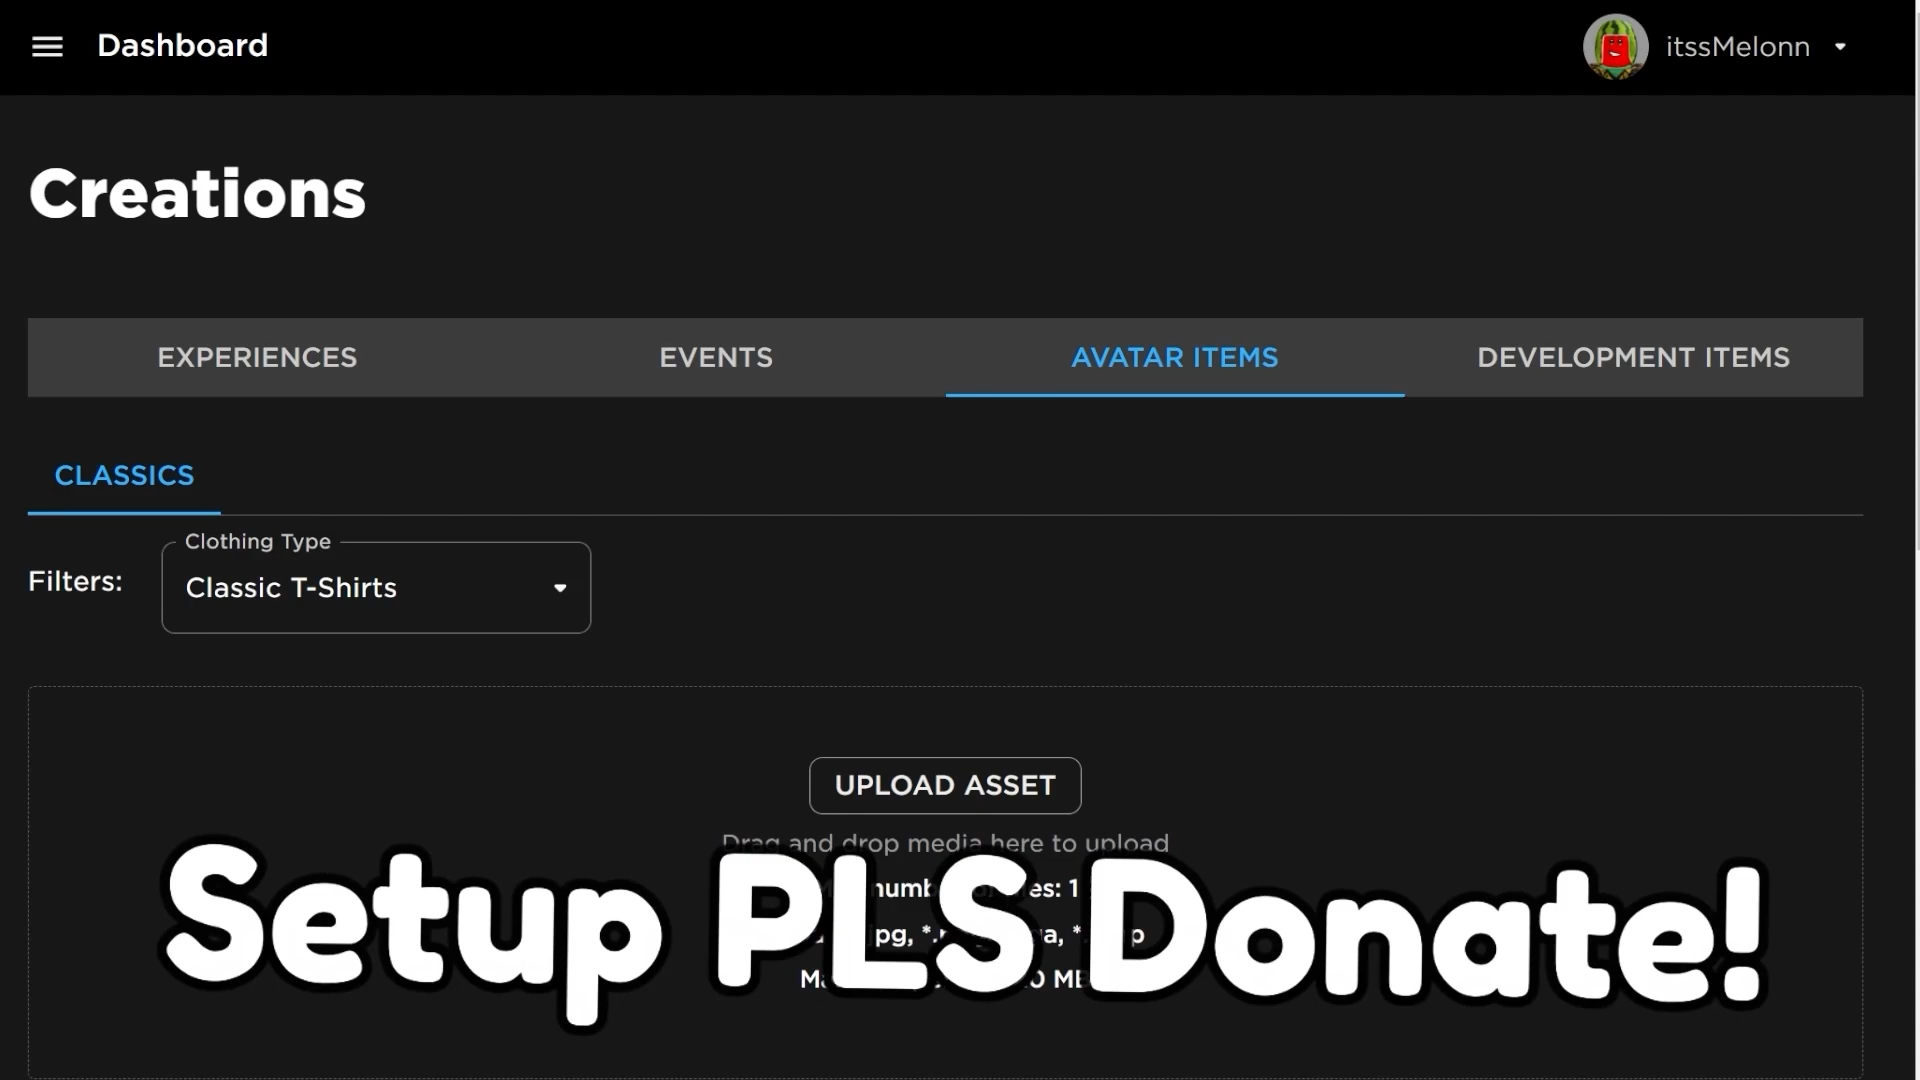 Dashboard
itssMelonn
Creations
EXPERIENCES
EVENTS
AVATAR ITEMS
DEVELOPMENT ITEMS
CLASSICS
Filters:
Clothing Type
Classic T-Shirts
UPLOAD ASSET
Drag and drop media here to upload
1
Setup PLS Donate!